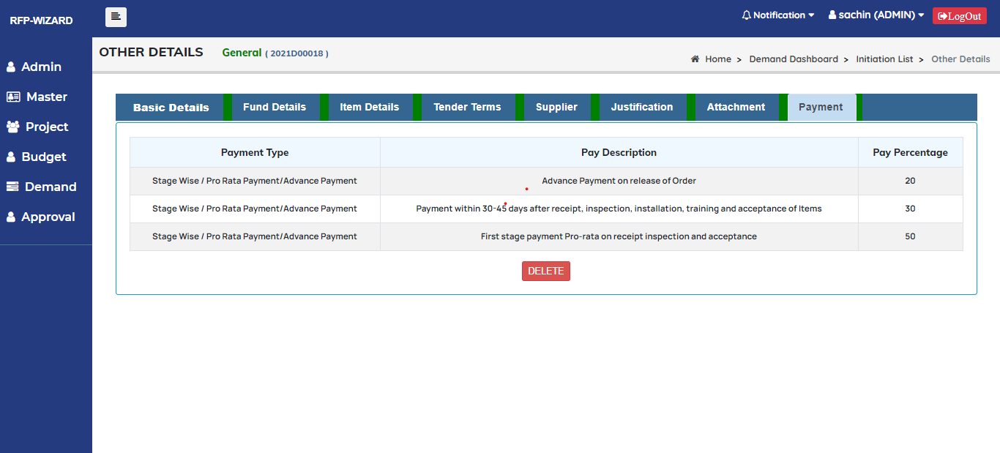 RFP-WIZARD
Notification
sachin (ADMIN)
LogOut
Admin
Master
Project
Budget
Demand
Approval
OTHER DETAILS General ( 2021D00018 )
Home > Demand Dashboard > Initiation List > Other Details
Basic Details Fund Details Item Details Tender Terms Supplier Justification Attachment Payment
Payment Type Pay Description Pay Percentage
Stage Wise / Pro Rata Payment/Advance Payment Advance Payment on release of Order 20
Stage Wise / Pro Rata Payment/Advance Payment Payment within 30-45 days after receipt, inspection, installation, training and acceptance of Items 30
Stage Wise / Pro Rata Payment/Advance Payment First stage payment Pro-rata on receipt inspection and acceptance 50
DELETE